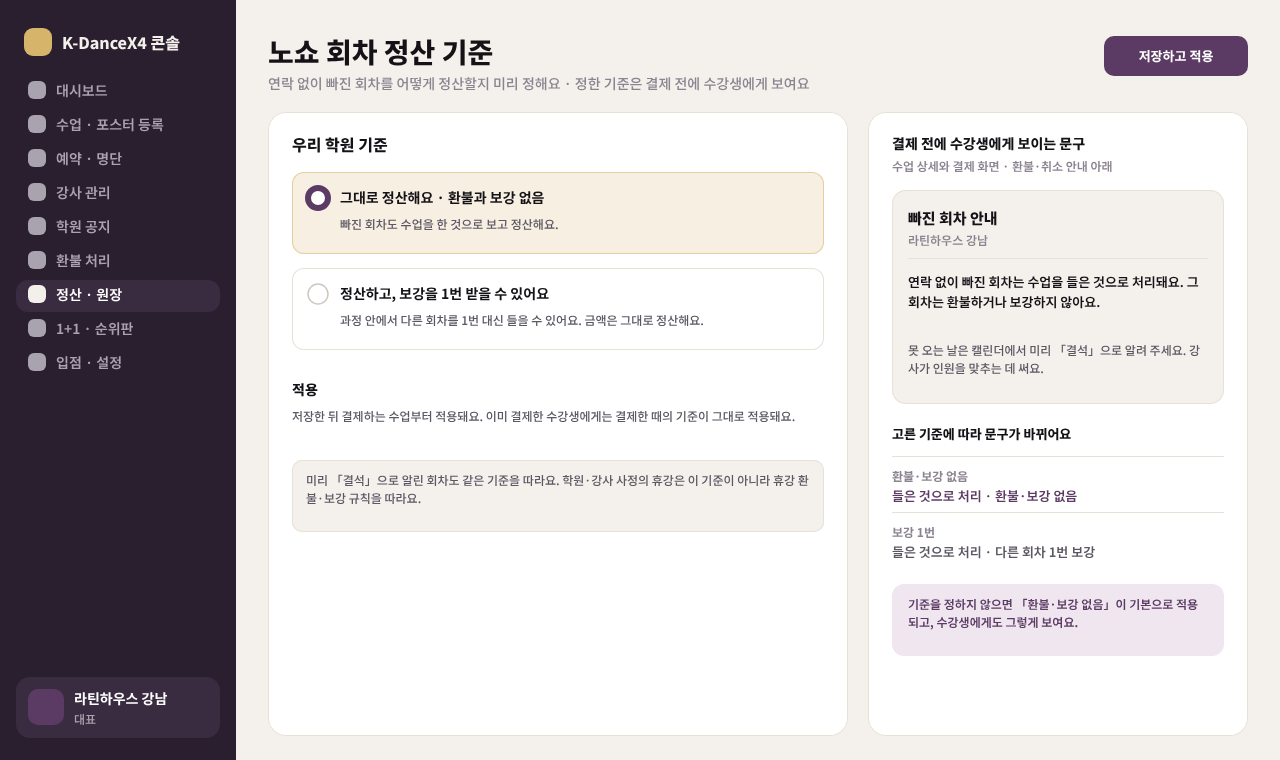 K-DanceX4 콘솔
대시보드
수업 · 포스터 등록
예약 · 명단
강사 관리
학원 공지
환불 처리
정산 · 원장
1+1 · 순위판
입점 · 설정
라틴하우스 강남
대표
노쇼 회차 정산 기준
연락 없이 빠진 회차를 어떻게 정산할지 미리 정해요 · 정한 기준은 결제 전에 수강생에게 보여요
저장하고 적용
우리 학원 기준
그대로 정산해요 · 환불과 보강 없음
빠진 회차도 수업을 한 것으로 보고 정산해요.
정산하고, 보강을 1번 받을 수 있어요
과정 안에서 다른 회차를 1번 대신 들을 수 있어요. 금액은 그대로 정산해요.
적용
저장한 뒤 결제하는 수업부터 적용돼요. 이미 결제한 수강생에게는 결제한 때의 기준이 그대로 적용돼요.
미리 「결석」으로 알린 회차도 같은 기준을 따라요. 학원·강사 사정의 휴강은 이 기준이 아니라 휴강 환
불·보강 규칙을 따라요.
결제 전에 수강생에게 보이는 문구
수업 상세와 결제 화면 · 환불·취소 안내 아래
빠진 회차 안내
라틴하우스 강남
연락 없이 빠진 회차는 수업을 들은 것으로 처리돼요. 그
회차는 환불하거나 보강하지 않아요.
못 오는 날은 캘린더에서 미리 「결석」으로 알려 주세요. 강
사가 인원을 맞추는 데 써요.
고른 기준에 따라 문구가 바뀌어요
환불·보강 없음
들은 것으로 처리 · 환불·보강 없음
보강 1번
들은 것으로 처리 · 다른 회차 1번 보강
기준을 정하지 않으면 「환불·보강 없음」이 기본으로 적용
되고, 수강생에게도 그렇게 보여요.